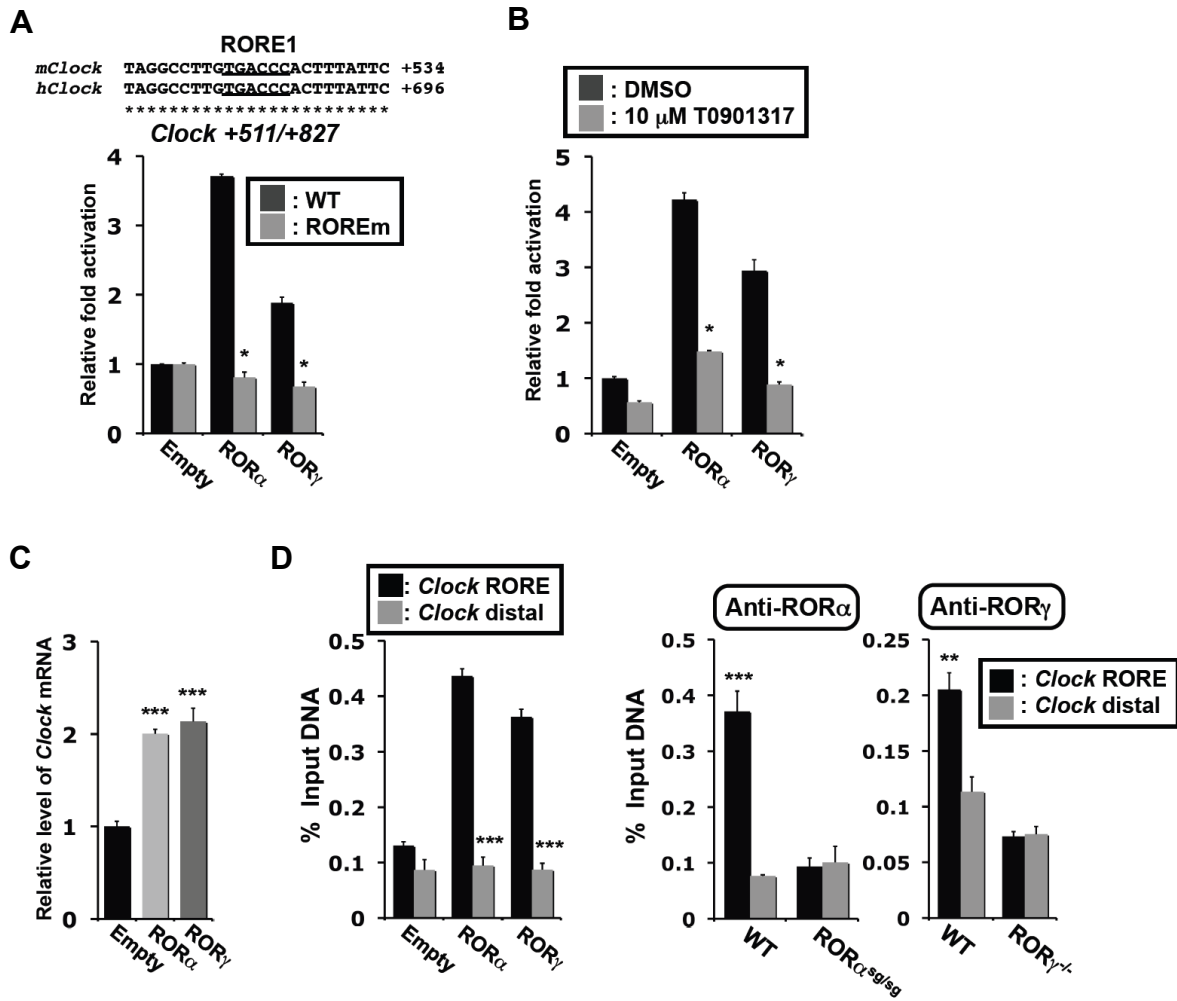 A
RORE1
mClock TAGGCCTTGTGACCCACTTTATTC +534
hClock TAGGCCTTGTGACCCACTTTATTC +696
************************
Clock +511/+827
Relative fold activation
4
3
2
1
0
: WT
: ROREm
*
*
Empty
RORα
RORγ
B
: DMSO
: 10 μM T0901317
Relative fold activation
5
4
3
2
1
0
*
*
Empty
RORα
RORγ
C
Relative level of Clock mRNA
3
2
1
0
***
***
Empty
RORα
RORγ
D
: Clock RORE
: Clock distal
% Input DNA
0.5
0.4
0.3
0.2
0.1
0
***
***
Empty
RORα
RORγ
Anti-RORα
% Input DNA
0.5
0.4
0.3
0.2
0.1
0
***
WT
RORαsg/sg
Anti-RORγ
0.25
0.2
0.15
0.1
0.05
0
**
: Clock RORE
: Clock distal
WT
RORγ-/-